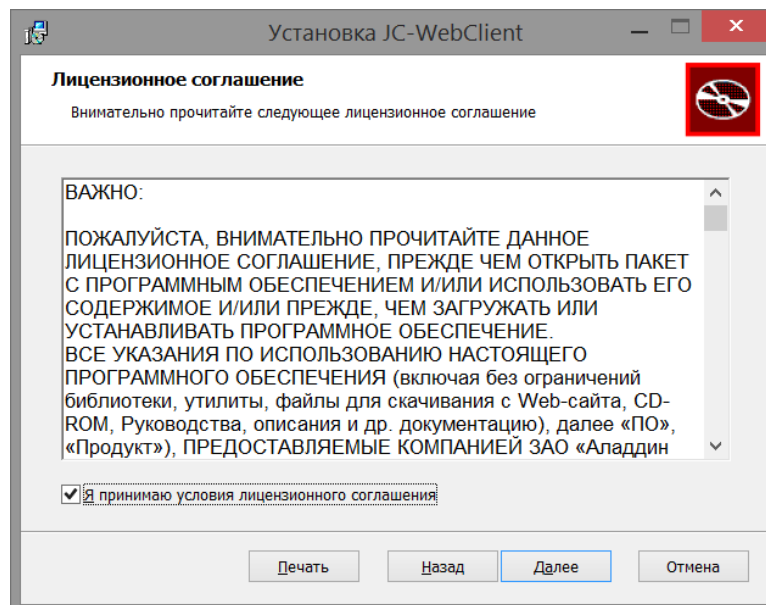 Установка JC-WebClient
Лицензионное соглашение
Внимательно прочитайте следующее лицензионное соглашение
ВАЖНО:
ПОЖАЛУЙСТА, ВНИМАТЕЛЬНО ПРОЧИТАЙТЕ ДАННОЕ
ЛИЦЕНЗИОННОЕ СОГЛАШЕНИЕ, ПРЕЖДЕ ЧЕМ ОТКРЫТЬ ПАКЕТ
С ПРОГРАММНЫМ ОБЕСПЕЧЕНИЕМ И/ИЛИ ИСПОЛЬЗОВАТЬ ЕГО
СОДЕРЖИМОЕ И/ИЛИ ПРЕЖДЕ, ЧЕМ ЗАГРУЖАТЬ ИЛИ
УСТАНАВЛИВАТЬ ПРОГРАММНОЕ ОБЕСПЕЧЕНИЕ.
ВСЕ УКАЗАНИЯ ПО ИСПОЛЬЗОВАНИЮ НАСТОЯЩЕГО
ПРОГРАММНОГО ОБЕСПЕЧЕНИЯ (включая без ограничений
библиотеки, утилиты, файлы для скачивания с Web-сайта, CD-
ROM, Руководства, описания и др. документацию), далее «ПО»,
«Продукт»), ПРЕДОСТАВЛЯЕМЫЕ КОМПАНИЕЙ ЗАО «Аладдин
Я принимаю условия лицензионного соглашения
Печать Назад Далее Отмена